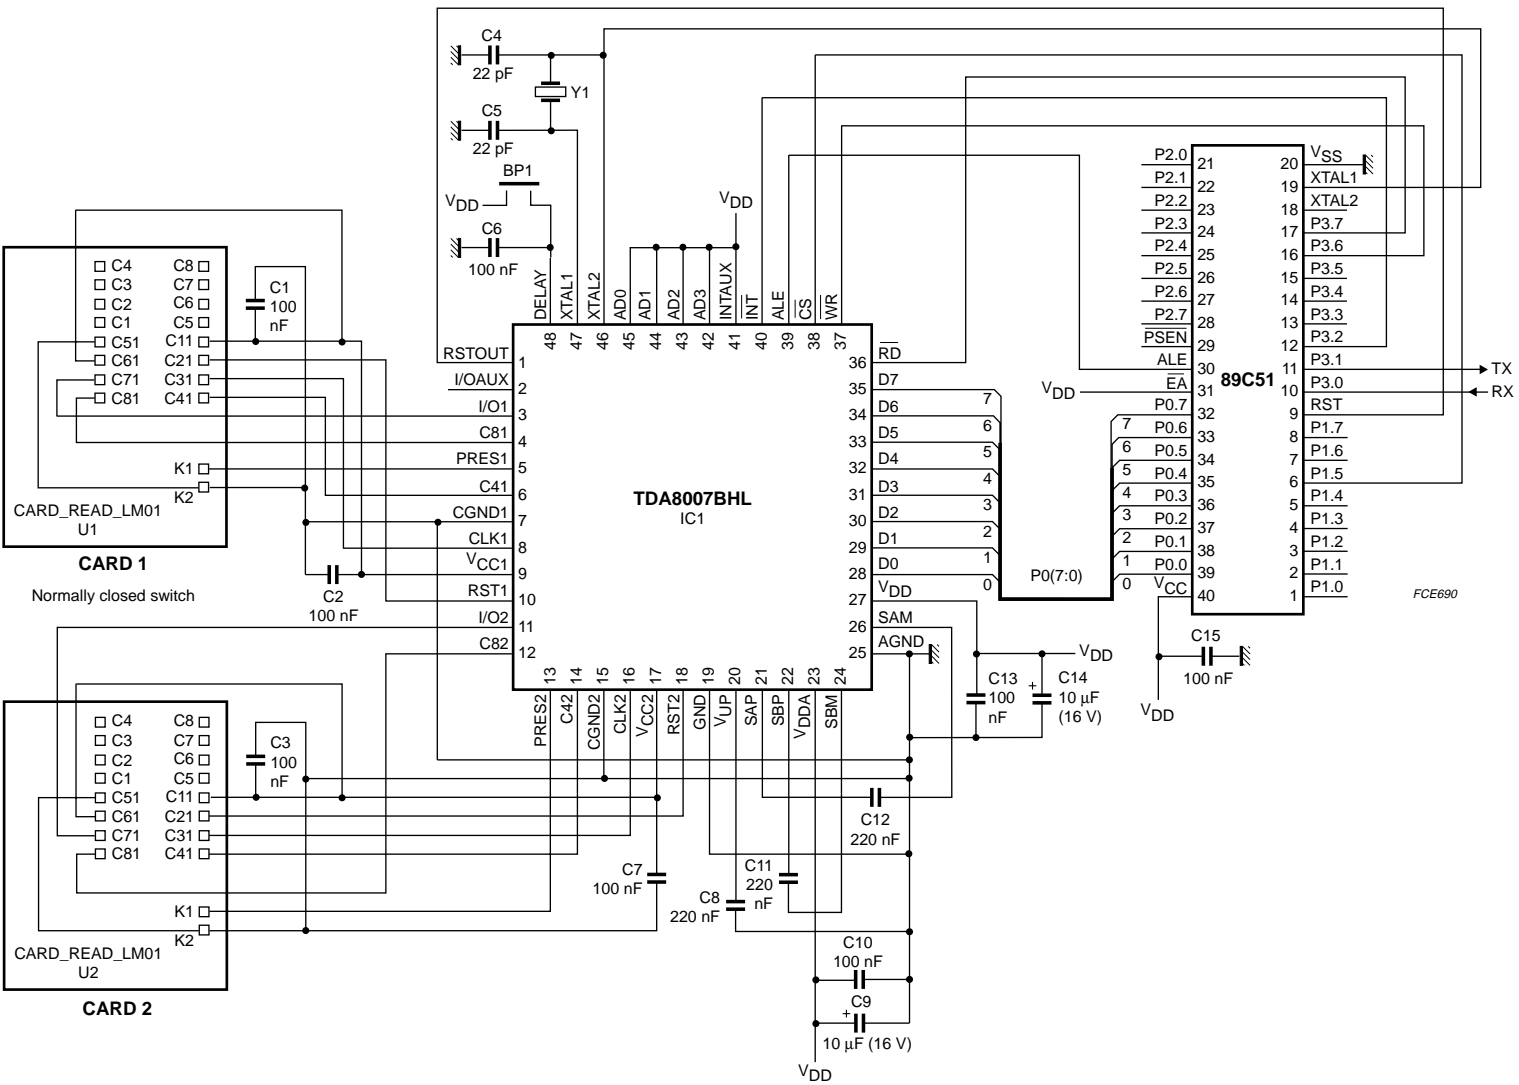 C4
22 pF
Y1
C5
22 pF
BP1
VDD
C6
100 nF
VDD
DELAY
XTAL1
XTAL2
AD0
AD1
AD2
AD3
INTAUX
INT
ALE
CS
WR
48 47 46 45 44 43 42 41 40 39 38 37
RSTOUT 1
I/OAUX 2
I/O1 3
C81 4
PRES1 5
C41 6
CGND1 7
CLK1 8
VCC1 9
RST1 10
I/O2 11
C82 12
TDA8007BHL
IC1
36 RD
35 D7
34 D6
33 D5
32 D4
31 D3
30 D2
29 D1
28 D0
27 VDD
26 SAM
25 AGND
13 14 15 16 17 18 19 20 21 22 23 24
PRES2
C42
CGND2
CLK2
VCC2
RST2
GND
VUP
SAP
SBP
VDDA
SBM
7
6
5
4
3
2
1
0
P0(7:0)
7
6
5
4
3
2
1
0
P2.0 21
P2.1 22
P2.2 23
P2.3 24
P2.4 25
P2.5 26
P2.6 27
P2.7 28
PSEN 29
ALE 30
VDD
EA 31
P0.7 32
P0.6 33
P0.5 34
P0.4 35
P0.3 36
P0.2 37
P0.1 38
P0.0 39
VCC 40
89C51
20 VSS
19 XTAL1
18 XTAL2
17 P3.7
16 P3.6
15 P3.5
14 P3.4
13 P3.3
12 P3.2
11 P3.1
TX
10 P3.0
RX
9 RST
8 P1.7
7 P1.6
6 P1.5
5 P1.4
4 P1.3
3 P1.2
2 P1.1
1 P1.0
FCE690
C15
100 nF
VDD
VDD
C13
100
nF
+
C14
10 µF
(16 V)
C4 C8
C3 C7
C2 C6
C1 C5
C51 C11
C61 C21
C71 C31
C81 C41
K1
K2
CARD_READ_LM01
U1
CARD 1
Normally closed switch
C1
100
nF
C2
100 nF
C4 C8
C3 C7
C2 C6
C1 C5
C51 C11
C61 C21
C71 C31
C81 C41
K1
K2
CARD_READ_LM01
U2
CARD 2
C3
100
nF
C7
100 nF
C8
220 nF
C11
220
nF
C12
220 nF
C10
100 nF
C9
+
10 µF (16 V)
VDD